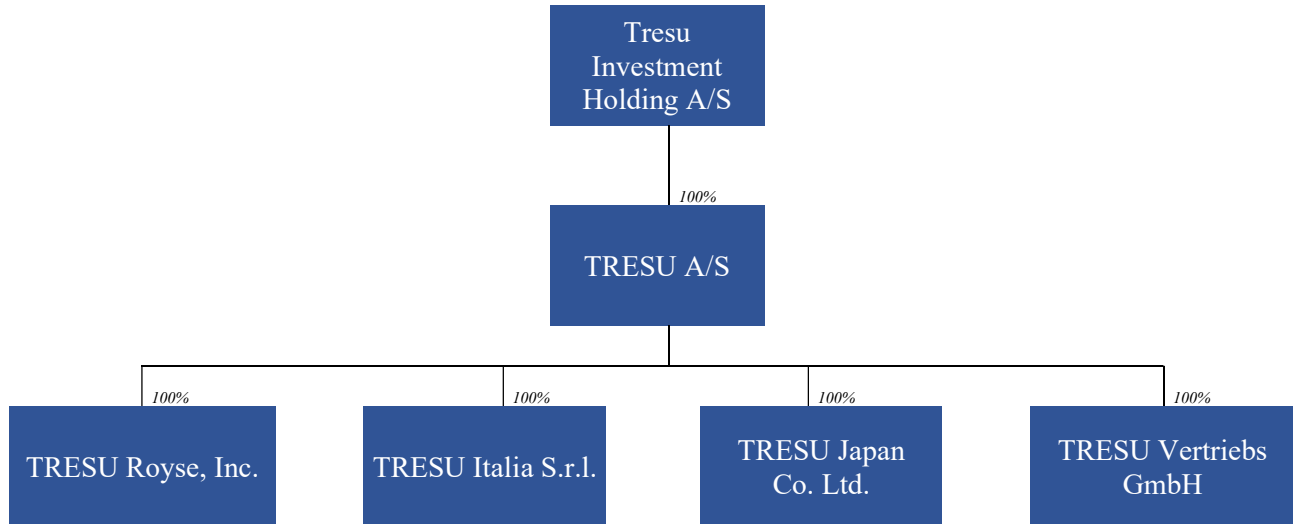 Tresu
Investment
Holding A/S
100%
TRESU A/S
100%
100%
100%
100%
TRESU Royse, Inc.
TRESU Italia S.r.l.
TRESU Japan
Co. Ltd.
TRESU Vertriebs
GmbH